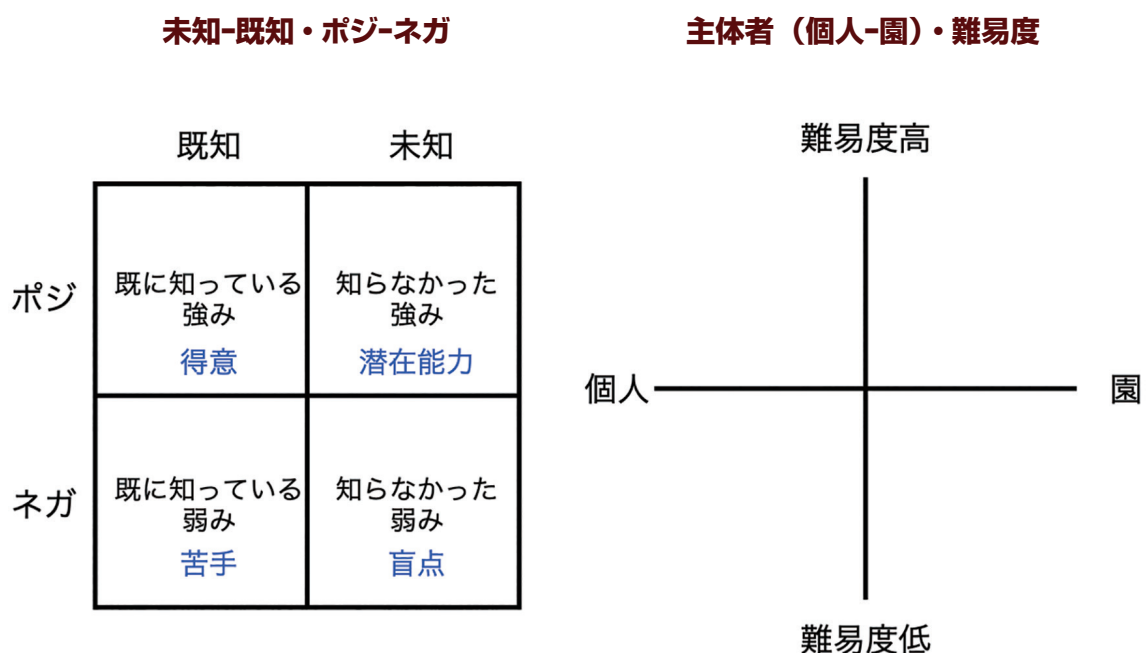 未知-既知・ポジ-ネガ
既知
未知
ポジ
既に知っている
強み
得意
知らなかった
強み
潜在能力
ネガ
既に知っている
弱み
苦手
知らなかった
弱み
盲点
主体者（個人-園）・難易度
難易度高
個人
園
難易度低